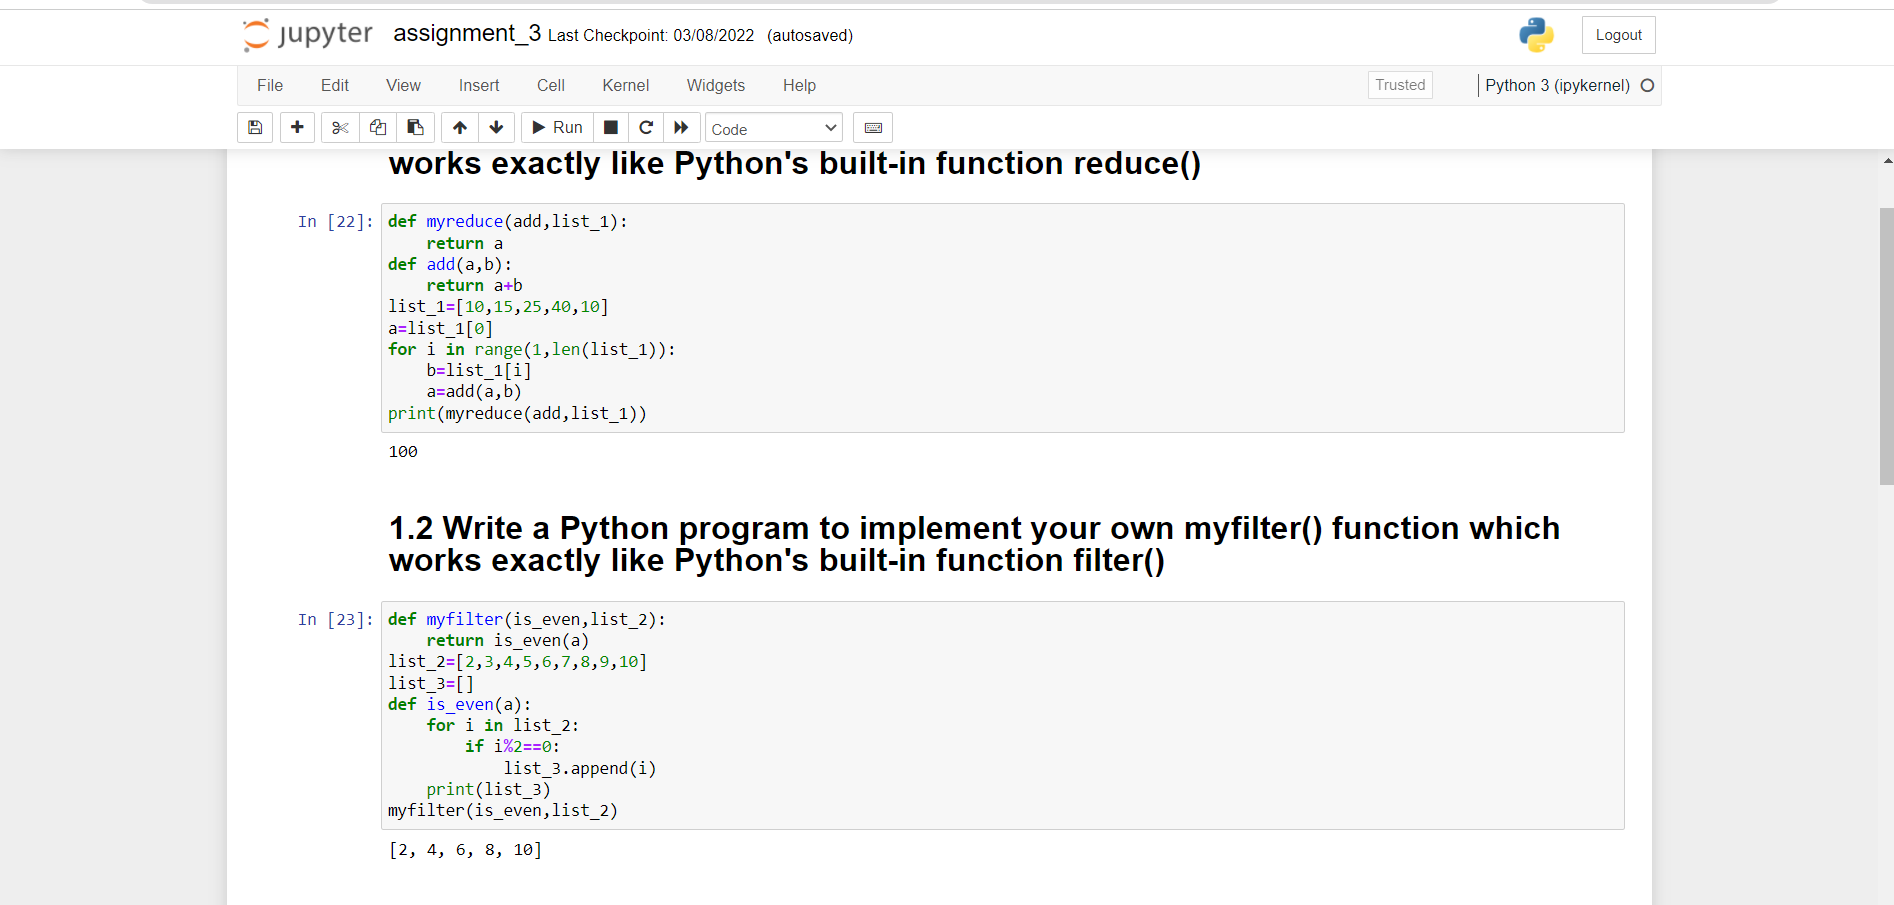 jupyter assignment_3 Last Checkpoint: 03/08/2022 (autosaved) Logout
File Edit View Insert Cell Kernel Widgets Help Trusted Python 3 (ipykernel)
Run Code
works exactly like Python's built-in function reduce()
In [22]: def myreduce(add,list_1):
    return a
def add(a,b):
    return a+b
list_1=[10,15,25,40,10]
a=list_1[0]
for i in range(1,len(list_1)):
    b=list_1[i]
    a=add(a,b)
print(myreduce(add,list_1))
100
1.2 Write a Python program to implement your own myfilter() function which
works exactly like Python's built-in function filter()
In [23]: def myfilter(is_even,list_2):
    return is_even(a)
list_2=[2,3,4,5,6,7,8,9,10]
list_3=[]
def is_even(a):
    for i in list_2:
        if i%2==0:
            list_3.append(i)
    print(list_3)
myfilter(is_even,list_2)
[2, 4, 6, 8, 10]